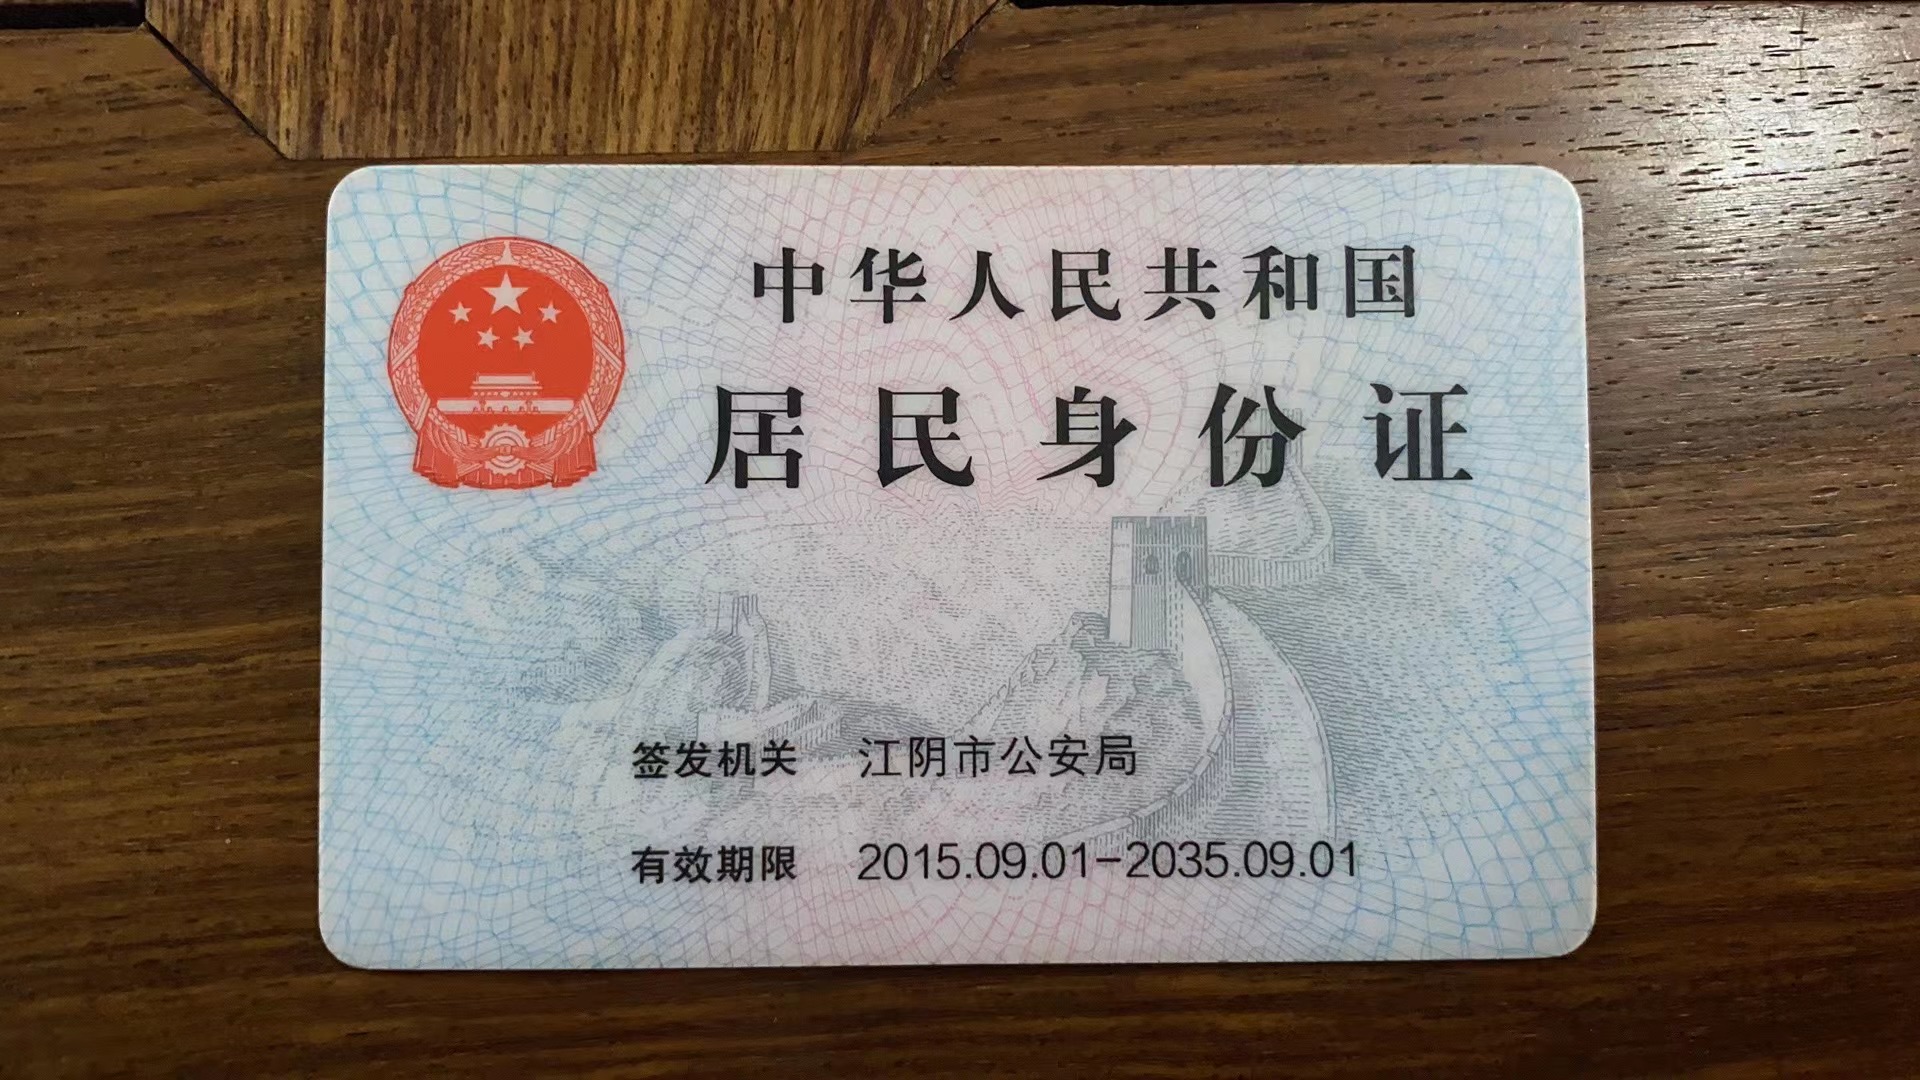 中华人民共和国
居民身份证
签发机关 江阴市公安局
有效期限 2015.09.01-2035.09.01